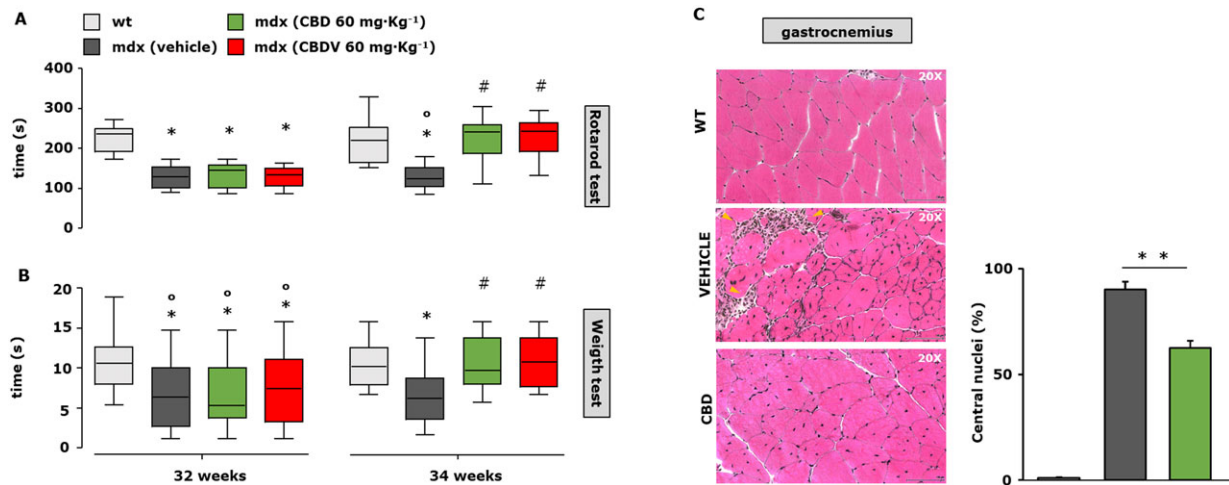 A
wt
mdx (CBD 60 mg·Kg⁻¹)
mdx (vehicle)
mdx (CBDV 60 mg·Kg⁻¹)
400
300
200
100
0
time (s)
* * *
° * # #
Rotarod test
B
20
15
10
5
0
time (s)
° ° °
* * *
* # #
Weigth test
32 weeks
34 weeks
C
gastrocnemius
WT
20X
VEHICLE
20X
CBD
20X
* *
100
50
0
Central nuclei (%)